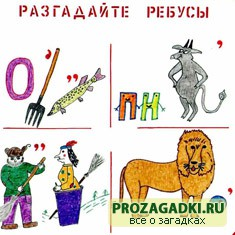 РАЗГАДАЙТЕ РЕБУСЫ
О ’ ”
ПН
’
PROZAGADKI.RU
все о загадках